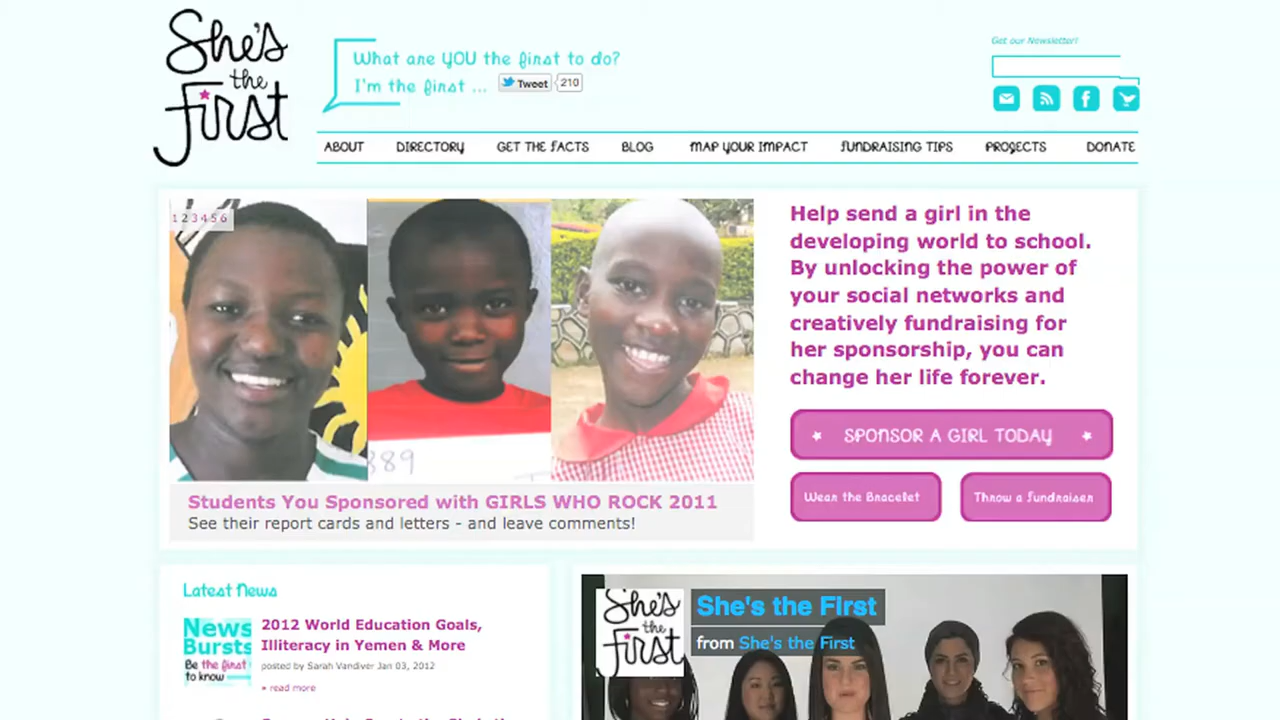 She's
the
First
What are YOU the first to do?
I'm the first ...
Tweet
210
Get our Newsletter!
ABOUT
DIRECTORY
GET THE FACTS
BLOG
MAP YOUR IMPACT
FUNDRAISING TIPS
PROJECTS
DONATE
1 2 3 4 5 6
389
Students You Sponsored with GIRLS WHO ROCK 2011
See their report cards and letters - and leave comments!
Help send a girl in the
developing world to school.
By unlocking the power of
your social networks and
creatively fundraising for
her sponsorship, you can
change her life forever.
SPONSOR A GIRL TODAY
Wear the Bracelet
Throw a Fundraiser
Latest News
News
Bursts
Be the first
to know
2012 World Education Goals,
Illiteracy in Yemen & More
posted by Sarah Vandiver Jan 03, 2012
» read more
She's
the
First
She's the First
from She's the First